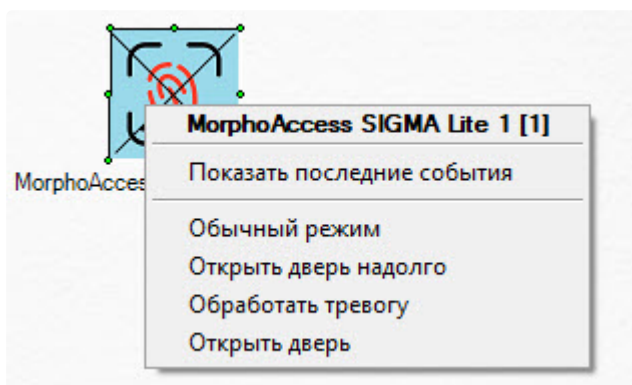 MorphoAccess SIGMA Lite 1 [1]
Показать последние события
MorphoAcces
Обычный режим
Открыть дверь надолго
Обработать тревогу
Открыть дверь